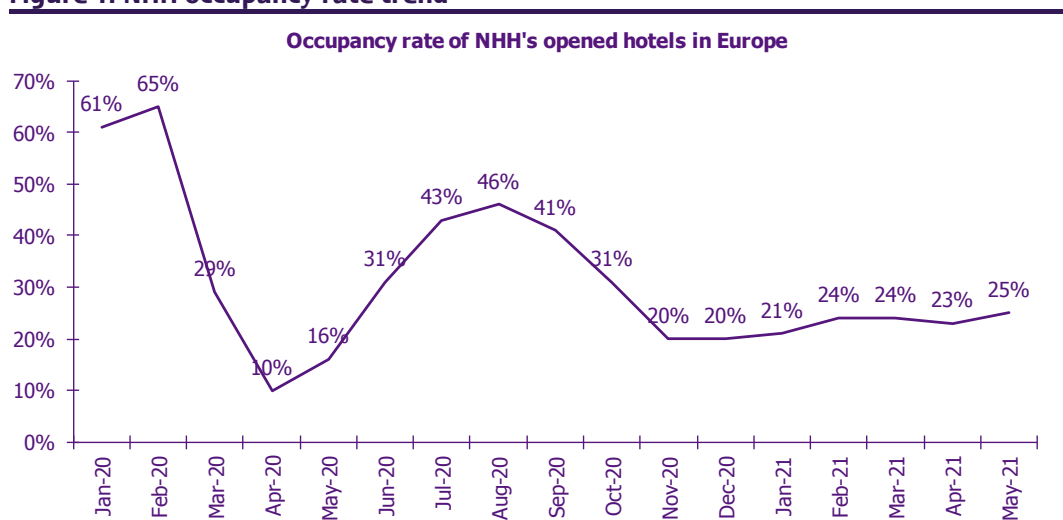 Occupancy rate of NHH's opened hotels in Europe
70%
60%
50%
40%
30%
20%
10%
0%
61%
65%
29%
10%
16%
31%
43%
46%
41%
31%
20%
20%
21%
24%
24%
23%
25%
Jan-20
Feb-20
Mar-20
Apr-20
May-20
Jun-20
Jul-20
Aug-20
Sep-20
Oct-20
Nov-20
Dec-20
Jan-21
Feb-21
Mar-21
Apr-21
May-21